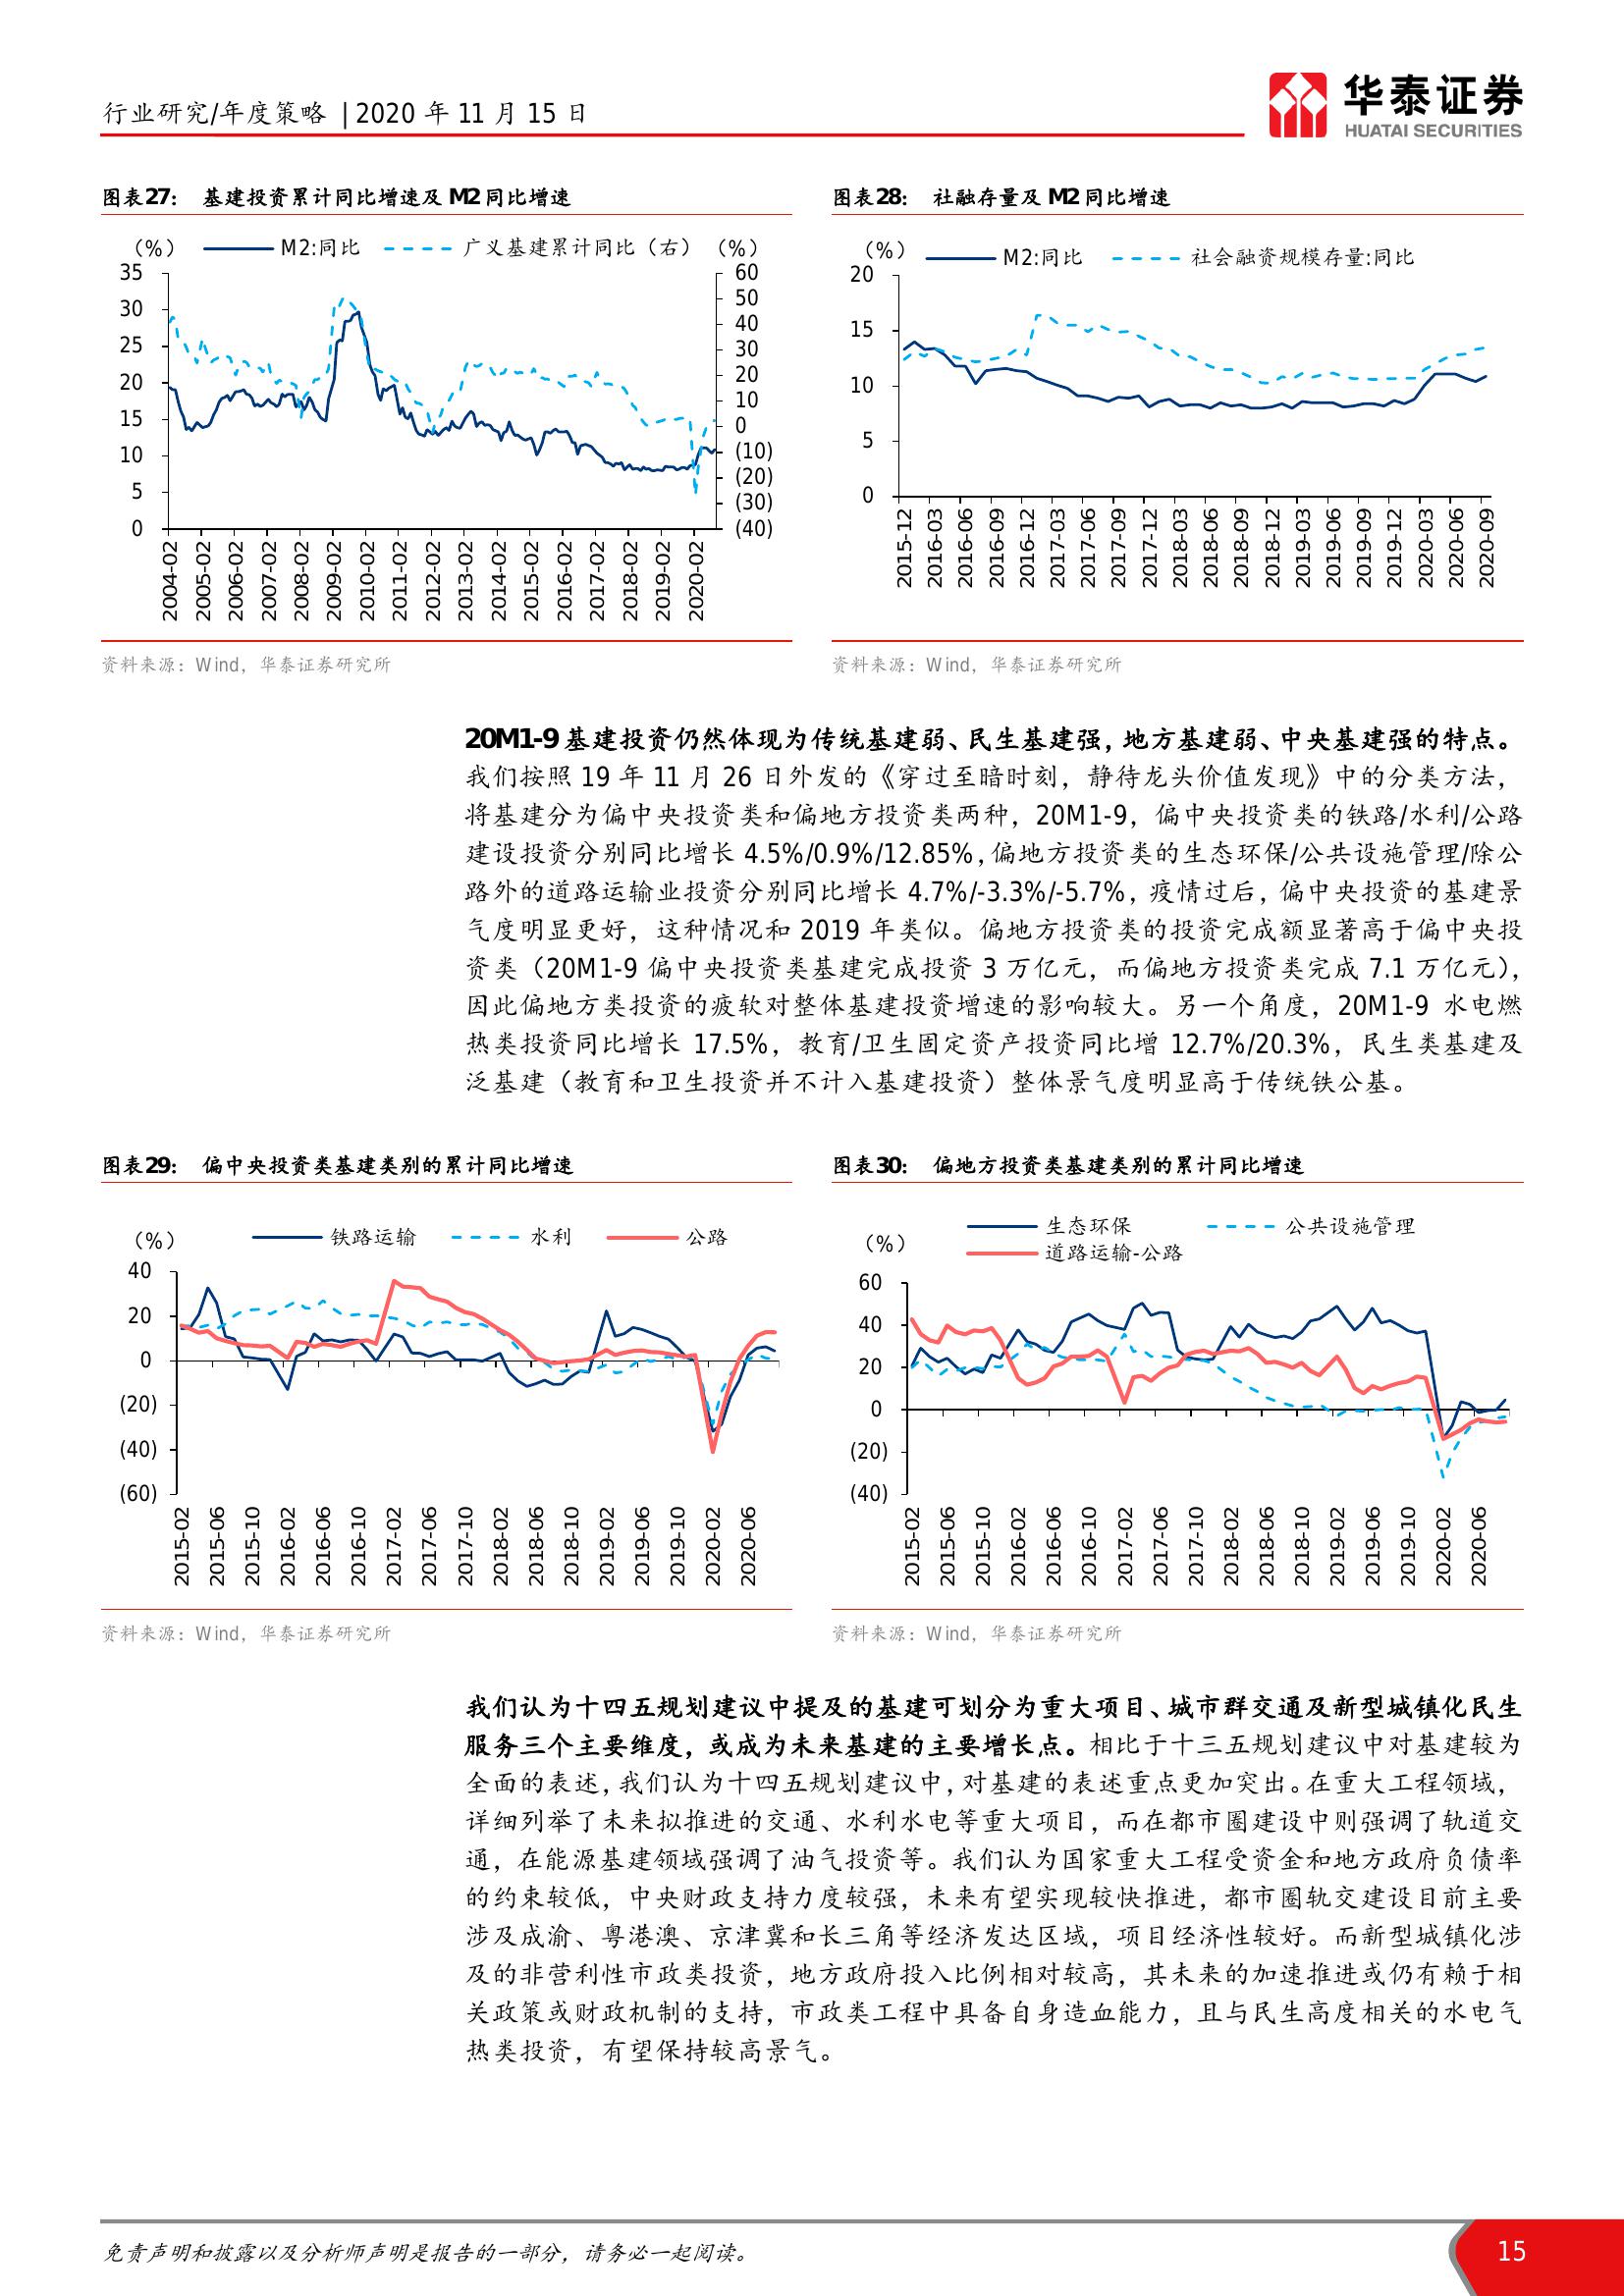 行业研究/年度策略 | 2020 年 11 月 15 日
华泰证券
HUATAI SECURITIES
图表27： 基建投资累计同比增速及 M2 同比增速
（%） M2:同比 广义基建累计同比（右） （%）
35 60
30 50
25 40
20 30
15 20
10 10
5 0
0 (10)
(20)
(30)
(40)
2004-02 2005-02 2006-02 2007-02 2008-02 2009-02 2010-02 2011-02 2012-02 2013-02 2014-02 2015-02 2016-02 2017-02 2018-02 2019-02 2020-02
资料来源：Wind，华泰证券研究所
图表28： 社融存量及 M2 同比增速
（%） M2:同比 社会融资规模存量:同比
20
15
10
5
0
2015-12 2016-03 2016-06 2016-09 2016-12 2017-03 2017-06 2017-09 2017-12 2018-03 2018-06 2018-09 2018-12 2019-03 2019-06 2019-09 2019-12 2020-03 2020-06 2020-09
资料来源：Wind，华泰证券研究所
20M1-9 基建投资仍然体现为传统基建弱、民生基建强，地方基建弱、中央基建强的特点。
我们按照 19 年 11 月 26 日外发的《穿过至暗时刻，静待龙头价值发现》中的分类方法，
将基建分为偏中央投资类和偏地方投资类两种，20M1-9，偏中央投资类的铁路/水利/公路
建设投资分别同比增长 4.5%/0.9%/12.85%，偏地方投资类的生态环保/公共设施管理/除公
路外的道路运输业投资分别同比增长 4.7%/-3.3%/-5.7%，疫情过后，偏中央投资的基建景
气度明显更好，这种情况和 2019 年类似。偏地方投资类的投资完成额显著高于偏中央投
资类（20M1-9 偏中央投资类基建完成投资 3 万亿元，而偏地方投资类完成 7.1 万亿元），
因此偏地方类投资的疲软对整体基建投资增速的影响较大。另一个角度，20M1-9 水电燃
热类投资同比增长 17.5%，教育/卫生固定资产投资同比增 12.7%/20.3%，民生类基建及
泛基建（教育和卫生投资并不计入基建投资）整体景气度明显高于传统铁公基。
图表29： 偏中央投资类基建类别的累计同比增速
（%） 铁路运输 水利 公路
40
20
0
(20)
(40)
(60)
2015-02 2015-06 2015-10 2016-02 2016-06 2016-10 2017-02 2017-06 2017-10 2018-02 2018-06 2018-10 2019-02 2019-06 2019-10 2020-02 2020-06
资料来源：Wind，华泰证券研究所
图表30： 偏地方投资类基建类别的累计同比增速
生态环保 公共设施管理
（%） 道路运输-公路
60
40
20
0
(20)
(40)
2015-02 2015-06 2015-10 2016-02 2016-06 2016-10 2017-02 2017-06 2017-10 2018-02 2018-06 2018-10 2019-02 2019-06 2019-10 2020-02 2020-06
资料来源：Wind，华泰证券研究所
我们认为十四五规划建议中提及的基建可划分为重大项目、城市群交通及新型城镇化民生
服务三个主要维度，或成为未来基建的主要增长点。相比于十三五规划建议中对基建较为
全面的表述，我们认为十四五规划建议中，对基建的表述重点更加突出。在重大工程领域，
详细列举了未来拟推进的交通、水利水电等重大项目，而在都市圈建设中则强调了轨道交
通，在能源基建领域强调了油气投资等。我们认为国家重大工程受资金和地方政府负债率
的约束较低，中央财政支持力度较强，未来有望实现较快推进，都市圈轨交建设目前主要
涉及成渝、粤港澳、京津冀和长三角等经济发达区域，项目经济性较好。而新型城镇化涉
及的非营利性市政类投资，地方政府投入比例相对较高，其未来的加速推进或仍有赖于相
关政策或财政机制的支持，市政类工程中具备自身造血能力，且与民生高度相关的水电气
热类投资，有望保持较高景气。
免责声明和披露以及分析师声明是报告的一部分，请务必一起阅读。
15